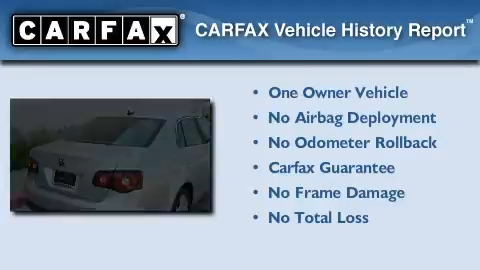 CARFAX® CARFAX Vehicle History Report™
• One Owner Vehicle
• No Airbag Deployment
• No Odometer Rollback
• Carfax Guarantee
• No Frame Damage
• No Total Loss